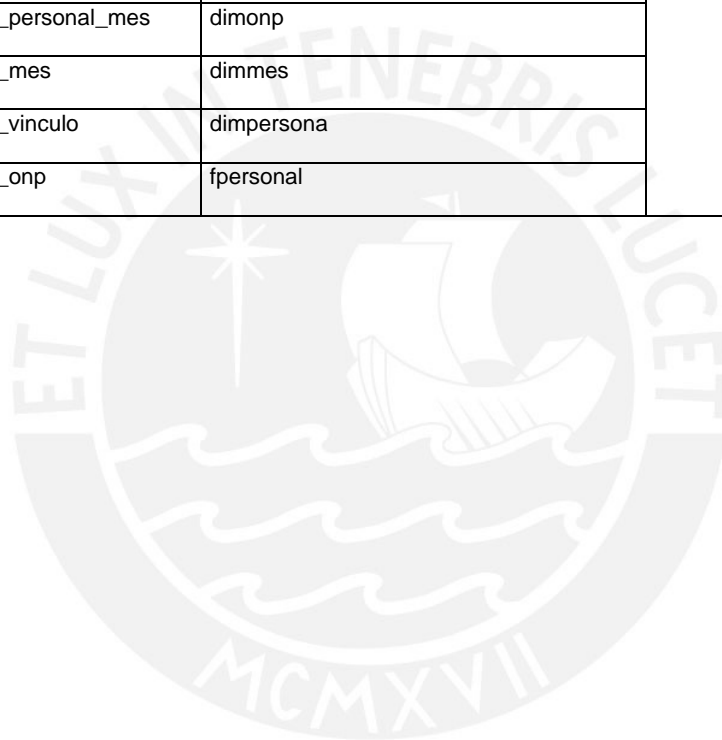 _personal_mes dimonp
_mes dimmes
_vinculo dimpersona
_onp fpersonal
ET LUX IN TENEBRIS LUCET
MCMXVII